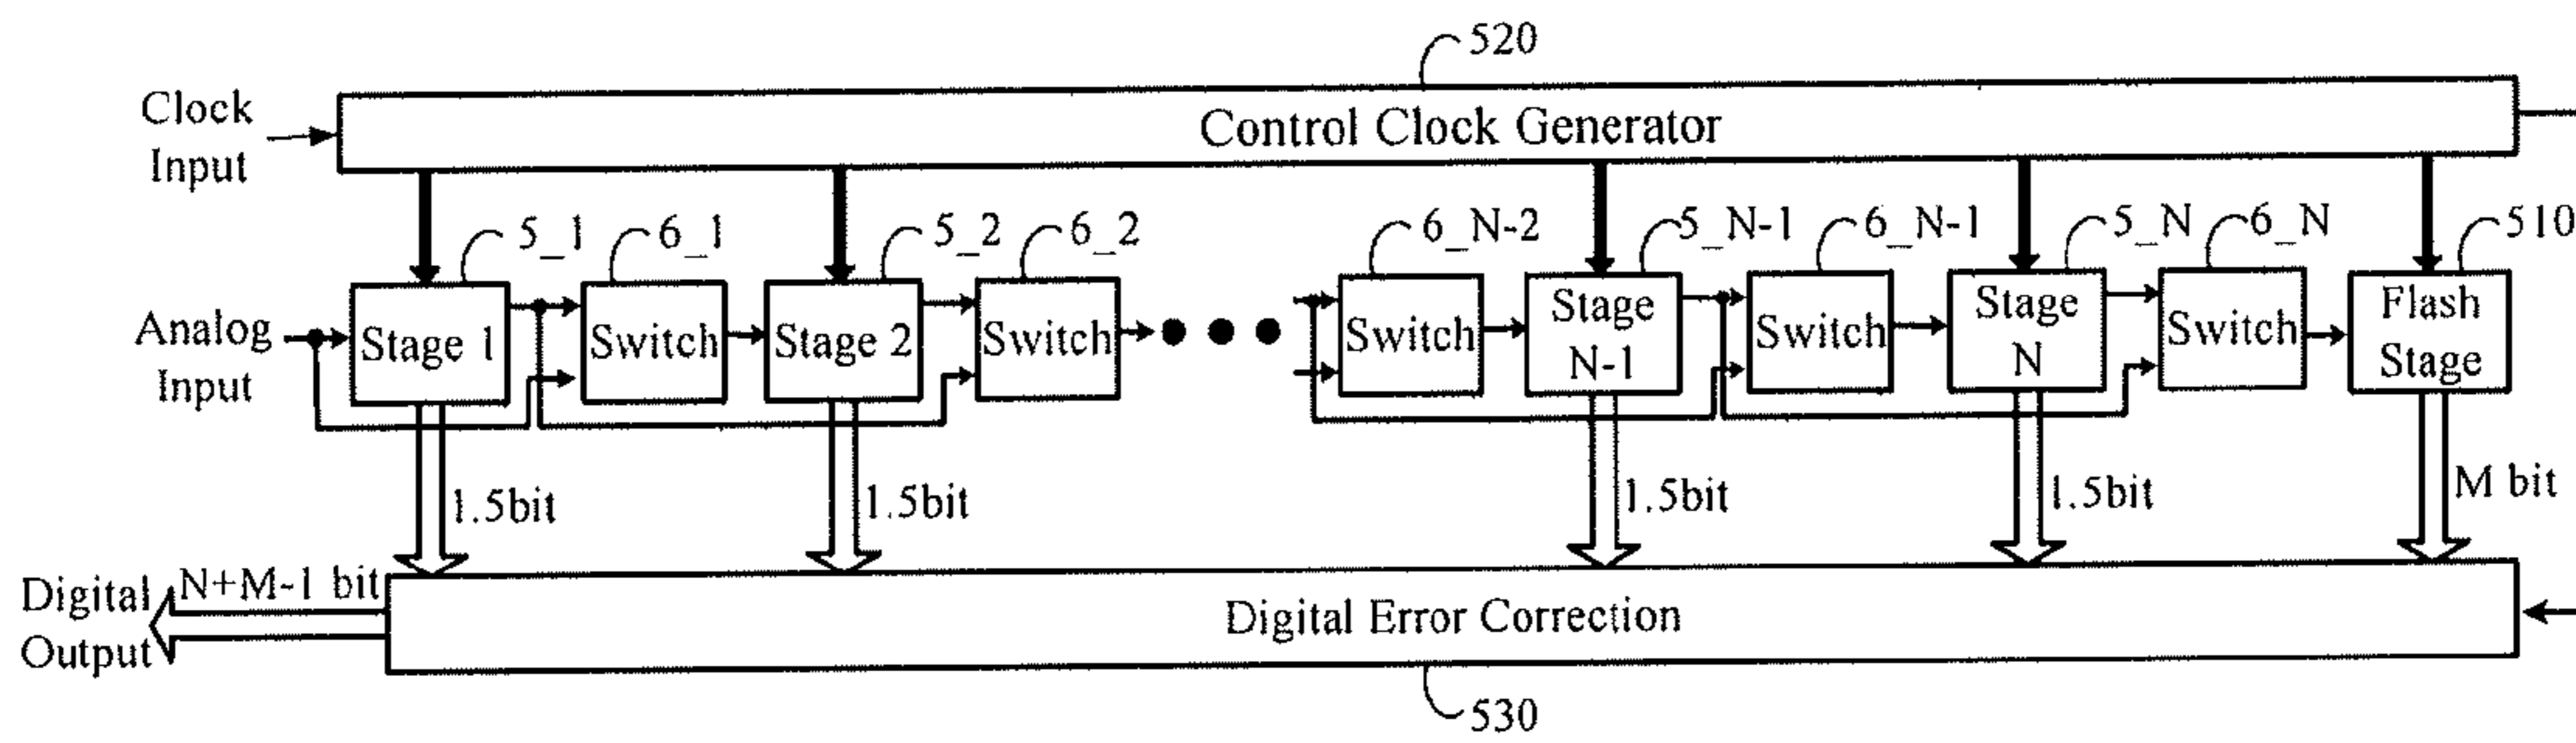 520
Clock
Input
Control Clock Generator
5_1
6_1
5_2
6_2
6_N-2
5_N-1
6_N-1
5_N
6_N
510
Analog
Input
Stage 1
Switch
Stage 2
Switch
Switch
Stage
N-1
Switch
Stage
N
Switch
Flash
Stage
1.5bit
1.5bit
1.5bit
1.5bit
M bit
Digital
Output
N+M-1 bit
Digital Error Correction
530